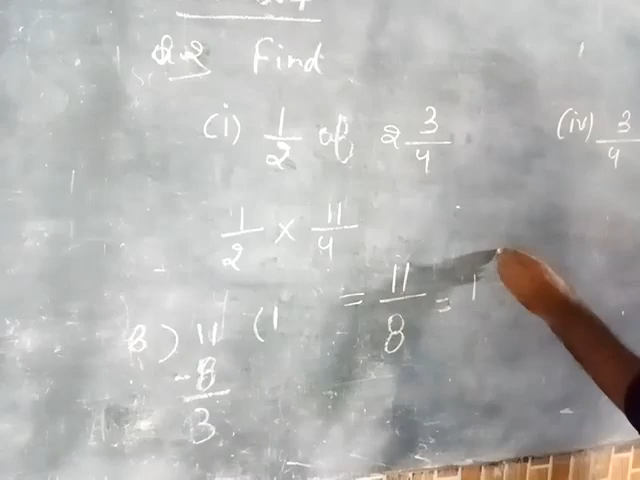 Q2 Find
(i) 1/2 of 2 3/4
(iv) 3/4
1/2 × 11/4
= 11/8 = 1
8) 11 (1
-8
3